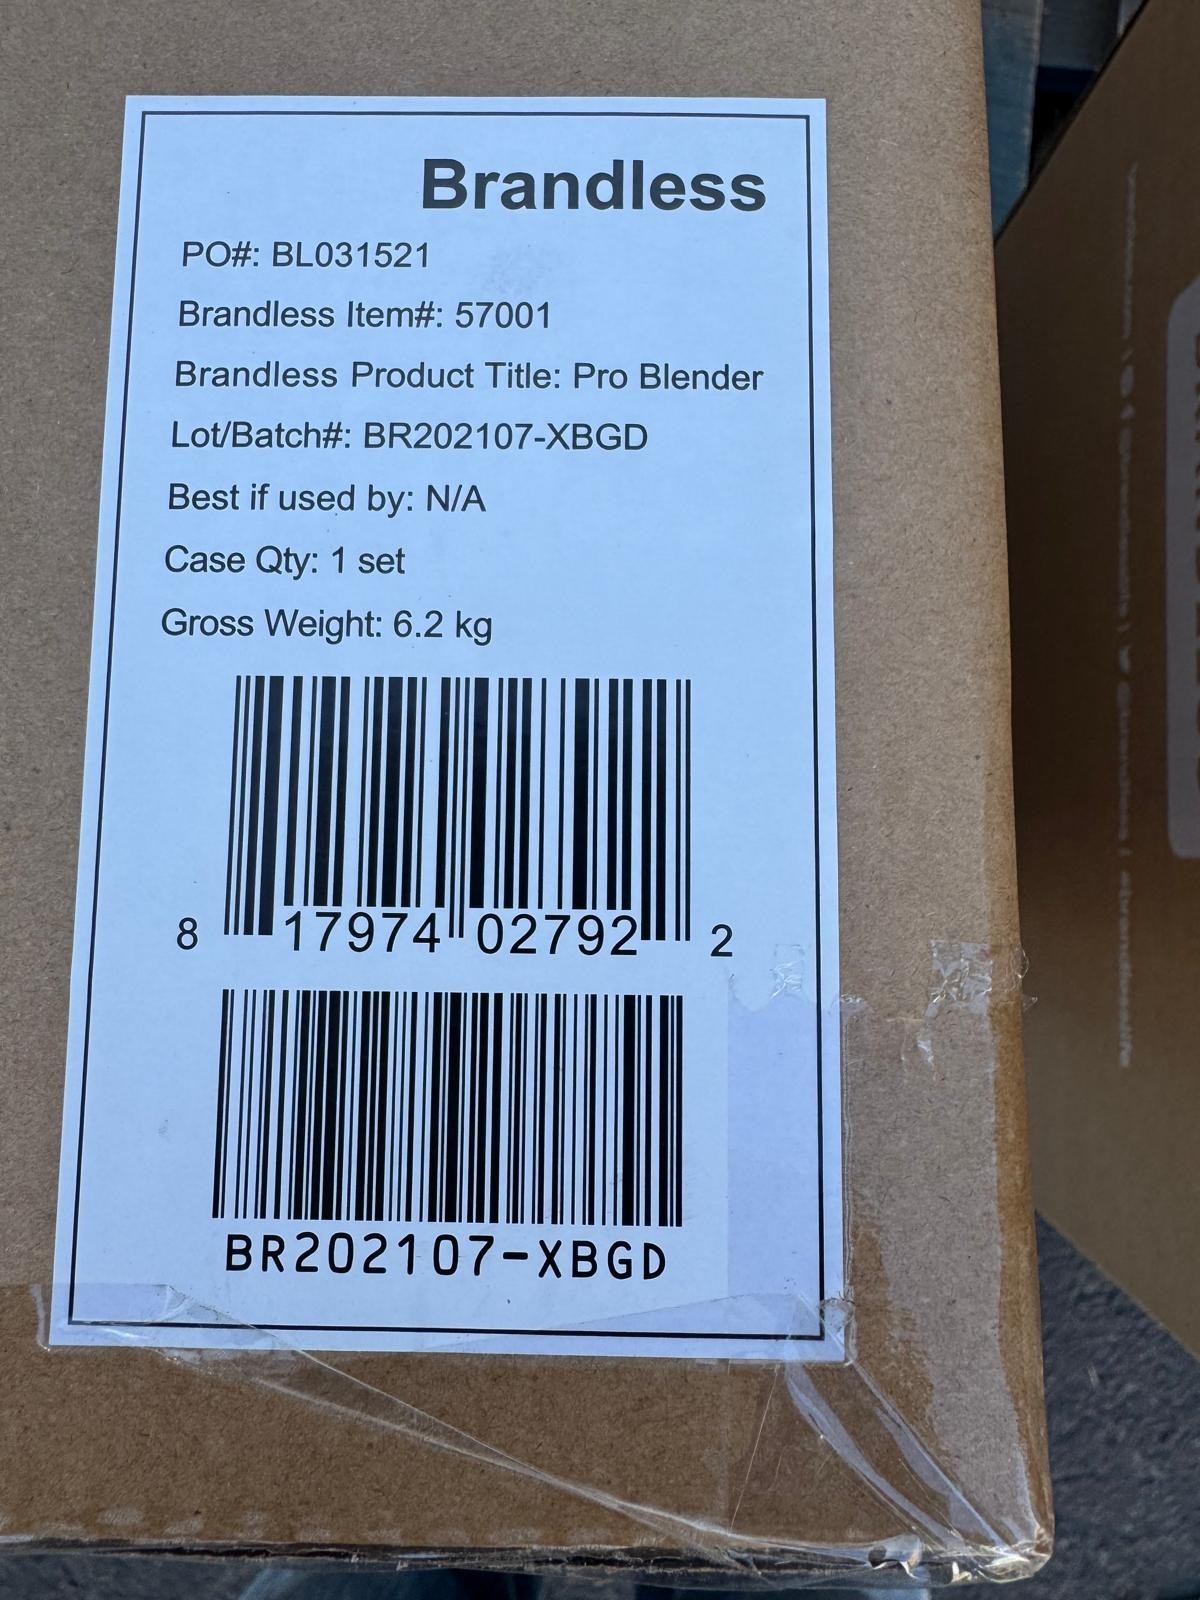 Brandless
PO#: BL031521
Brandless Item#: 57001
Brandless Product Title: Pro Blender
Lot/Batch#: BR202107-XBGD
Best if used by: N/A
Case Qty: 1 set
Gross Weight: 6.2 kg
8 17974 02792 2
BR202107-XBGD